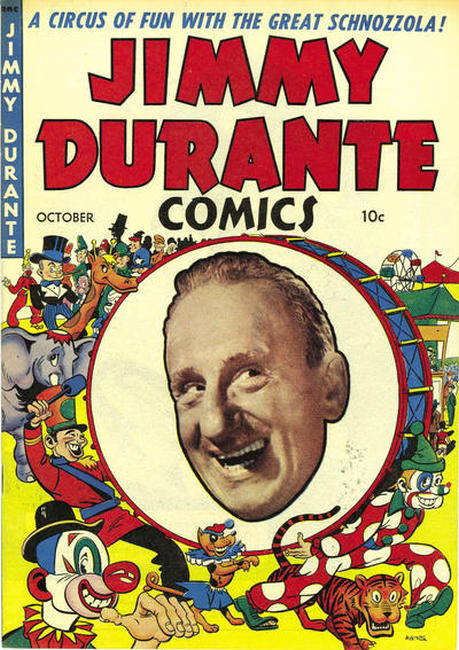 A CIRCUS OF FUN WITH THE GREAT SCHNOZZOLA!
JIMMY
DURANTE
COMICS
OCTOBER
10c
JIMMY DURANTE